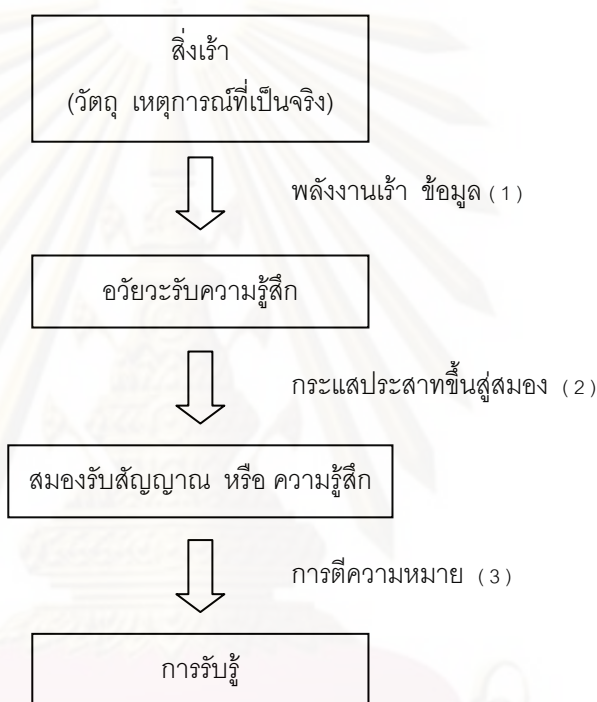 สิ่งเร้า
(วัตถุ เหตุการณ์ที่เป็นจริง)
พลังงานเร้า ข้อมูล (1)
อวัยวะรับความรู้สึก
กระแสประสาทขึ้นสู่สมอง (2)
สมองรับสัญญาณ หรือ ความรู้สึก
การตีความหมาย (3)
การรับรู้